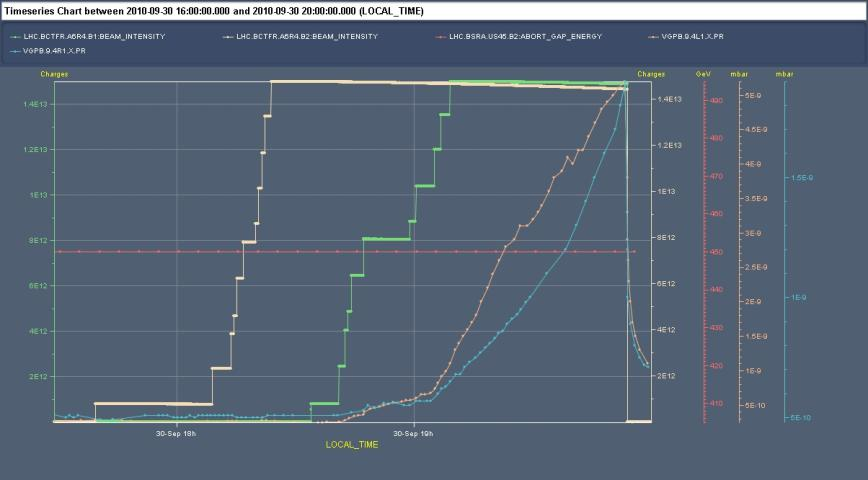 Timeseries Chart between 2010-09-30 16:00:00.000 and 2010-09-30 20:00:00.000 (LOCAL_TIME)
LHC.BCTFR.A6R4.B1:BEAM_INTENSITY LHC.BCTFR.A6R4.B2:BEAM_INTENSITY LHC.BSRA.US45.B2:ABORT_GAP_ENERGY VGPB.9.4L1.X.PR
VGPB.9.4R1.X.PR
Charges Charges GeV mbar mbar
1.4E13 1.4E13 490 5E-9
1.2E13 1.2E13 480 4.5E-9
1E13 1E13 470 4E-9 1.5E-9
8E12 8E12 460 3.5E-9
6E12 6E12 450 3E-9
4E12 4E12 440 2.5E-9 1E-9
2E12 2E12 430 2E-9
420 1.5E-9
410 1E-9
5E-10 5E-10
30-Sep 18h 30-Sep 19h
LOCAL_TIME